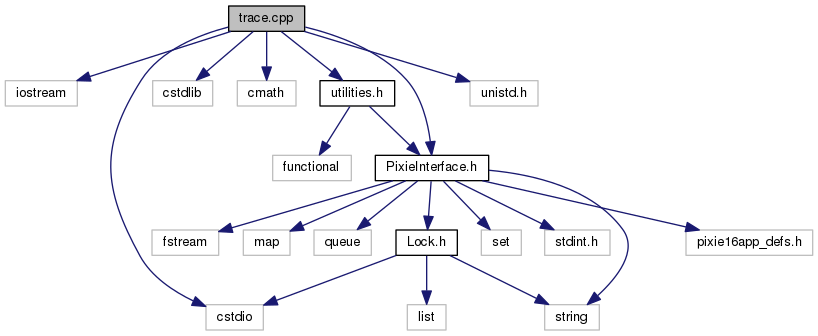 trace.cpp
iostream
cstdlib
cmath
utilities.h
unistd.h
functional
PixieInterface.h
fstream
map
queue
Lock.h
set
stdint.h
pixie16app_defs.h
cstdio
list
string